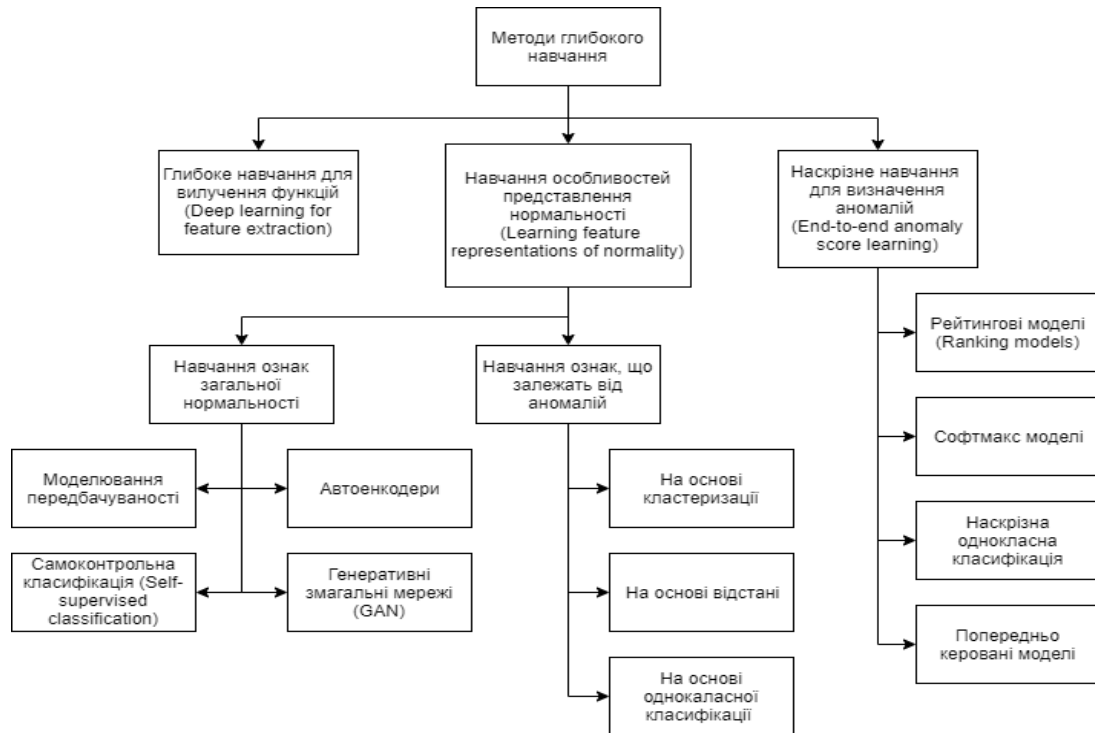 Методи глибокого
навчання
Глибоке навчання для
вилучення функцій
(Deep learning for
feature extraction)
Навчання особливостей
представлення
нормальності
(Learning feature
representations of normality)
Наскрізне навчання
для визначення
аномалій
(End-to-end anomaly
score learning)
Навчання ознак
загальної
нормальності
Навчання ознак, що
залежать від
аномалій
Моделювання
передбачуваності
Автоенкодери
Самоконтрольна
класифікація (Self-
supervised
classification)
Генеративні
змагальні мережі
(GAN)
На основі
кластеризації
На основі відстані
На основі
однокаласної
класифікації
Рейтингові моделі
(Ranking models)
Софтмакс моделі
Наскрізна
однокласна
класифікація
Попередньо
керовані моделі